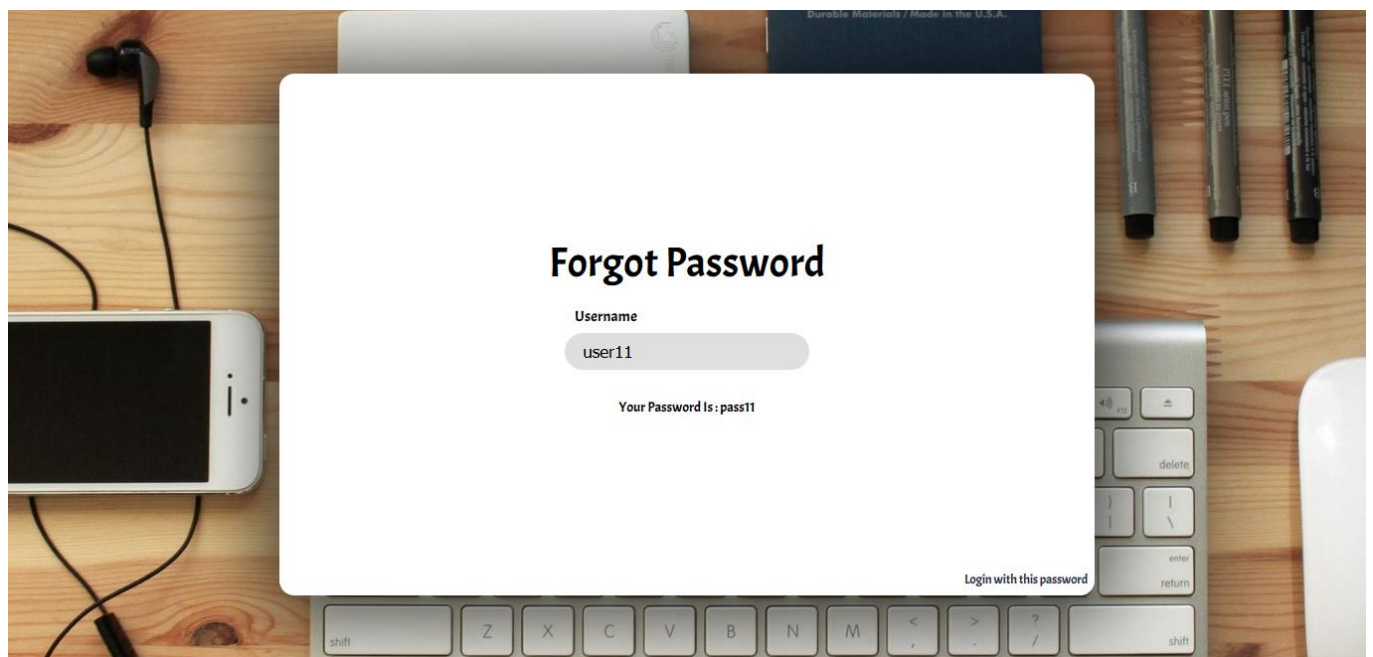 Durable Materials / Made in the U.S.A.
Forgot Password
Username
user11
Your Password Is : pass11
Login with this password
F12
delete
}
]
|
\
enter
return
shift
Z
X
C
V
B
N
M
<
,
>
.
?
/
shift